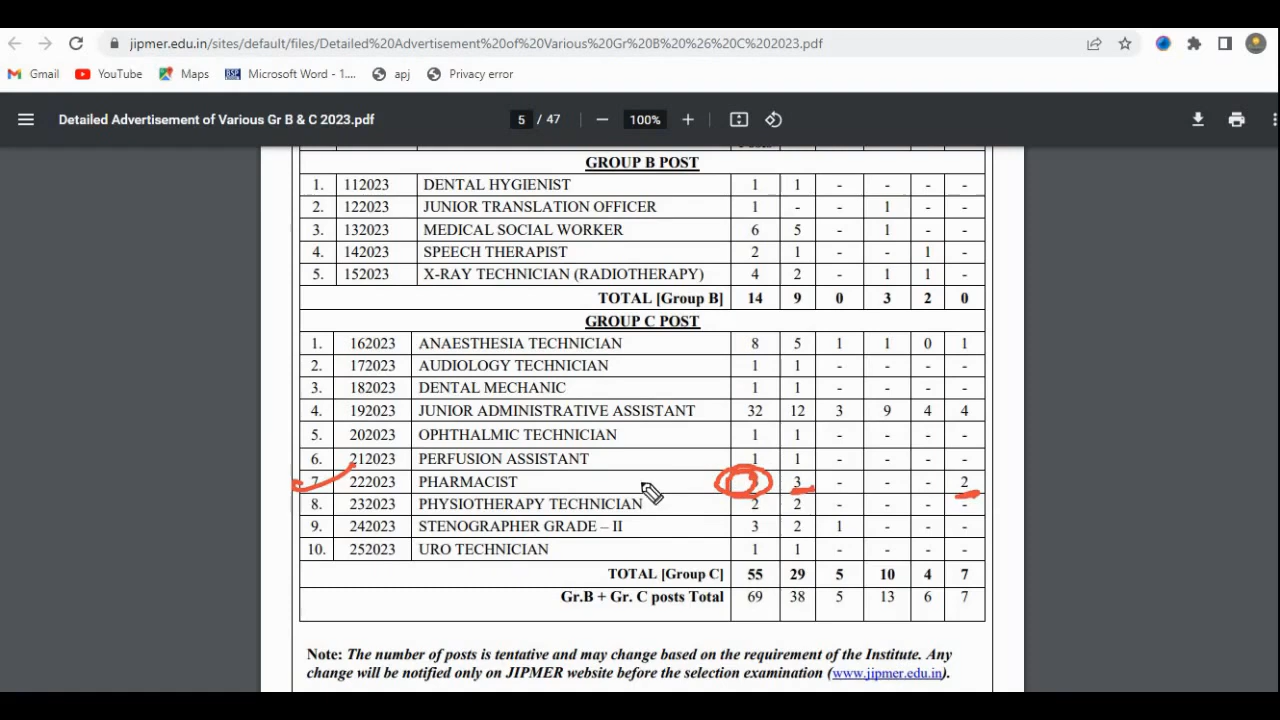 jipmer.edu.in/sites/default/files/Detailed%20Advertisement%20of%20Various%20Gr%20B%20%26%20C%202023.pdf
Gmail YouTube Maps BSP Microsoft Word - 1.... apj Privacy error
Detailed Advertisement of Various Gr B & C 2023.pdf 5 / 47 100%
GROUP B POST
1. 112023 DENTAL HYGIENIST 1 1 - - - -
2. 122023 JUNIOR TRANSLATION OFFICER 1 - - 1 - -
3. 132023 MEDICAL SOCIAL WORKER 6 5 - 1 - -
4. 142023 SPEECH THERAPIST 2 1 - - 1 -
5. 152023 X-RAY TECHNICIAN (RADIOTHERAPY) 4 2 - 1 1 -
TOTAL [Group B] 14 9 0 3 2 0
GROUP C POST
1. 162023 ANAESTHESIA TECHNICIAN 8 5 1 1 0 1
2. 172023 AUDIOLOGY TECHNICIAN 1 1 - - - -
3. 182023 DENTAL MECHANIC 1 1 - - - -
4. 192023 JUNIOR ADMINISTRATIVE ASSISTANT 32 12 3 9 4 4
5. 202023 OPHTHALMIC TECHNICIAN 1 1 - - - -
6. 212023 PERFUSION ASSISTANT 1 1 - - - -
7. 222023 PHARMACIST 3 - - - 2
8. 232023 PHYSIOTHERAPY TECHNICIAN 2 2 - - - -
9. 242023 STENOGRAPHER GRADE – II 3 2 1 - - -
10. 252023 URO TECHNICIAN 1 1 - - - -
TOTAL [Group C] 55 29 5 10 4 7
Gr.B + Gr. C posts Total 69 38 5 13 6 7
Note: The number of posts is tentative and may change based on the requirement of the Institute. Any
change will be notified only on JIPMER website before the selection examination (www.jipmer.edu.in).